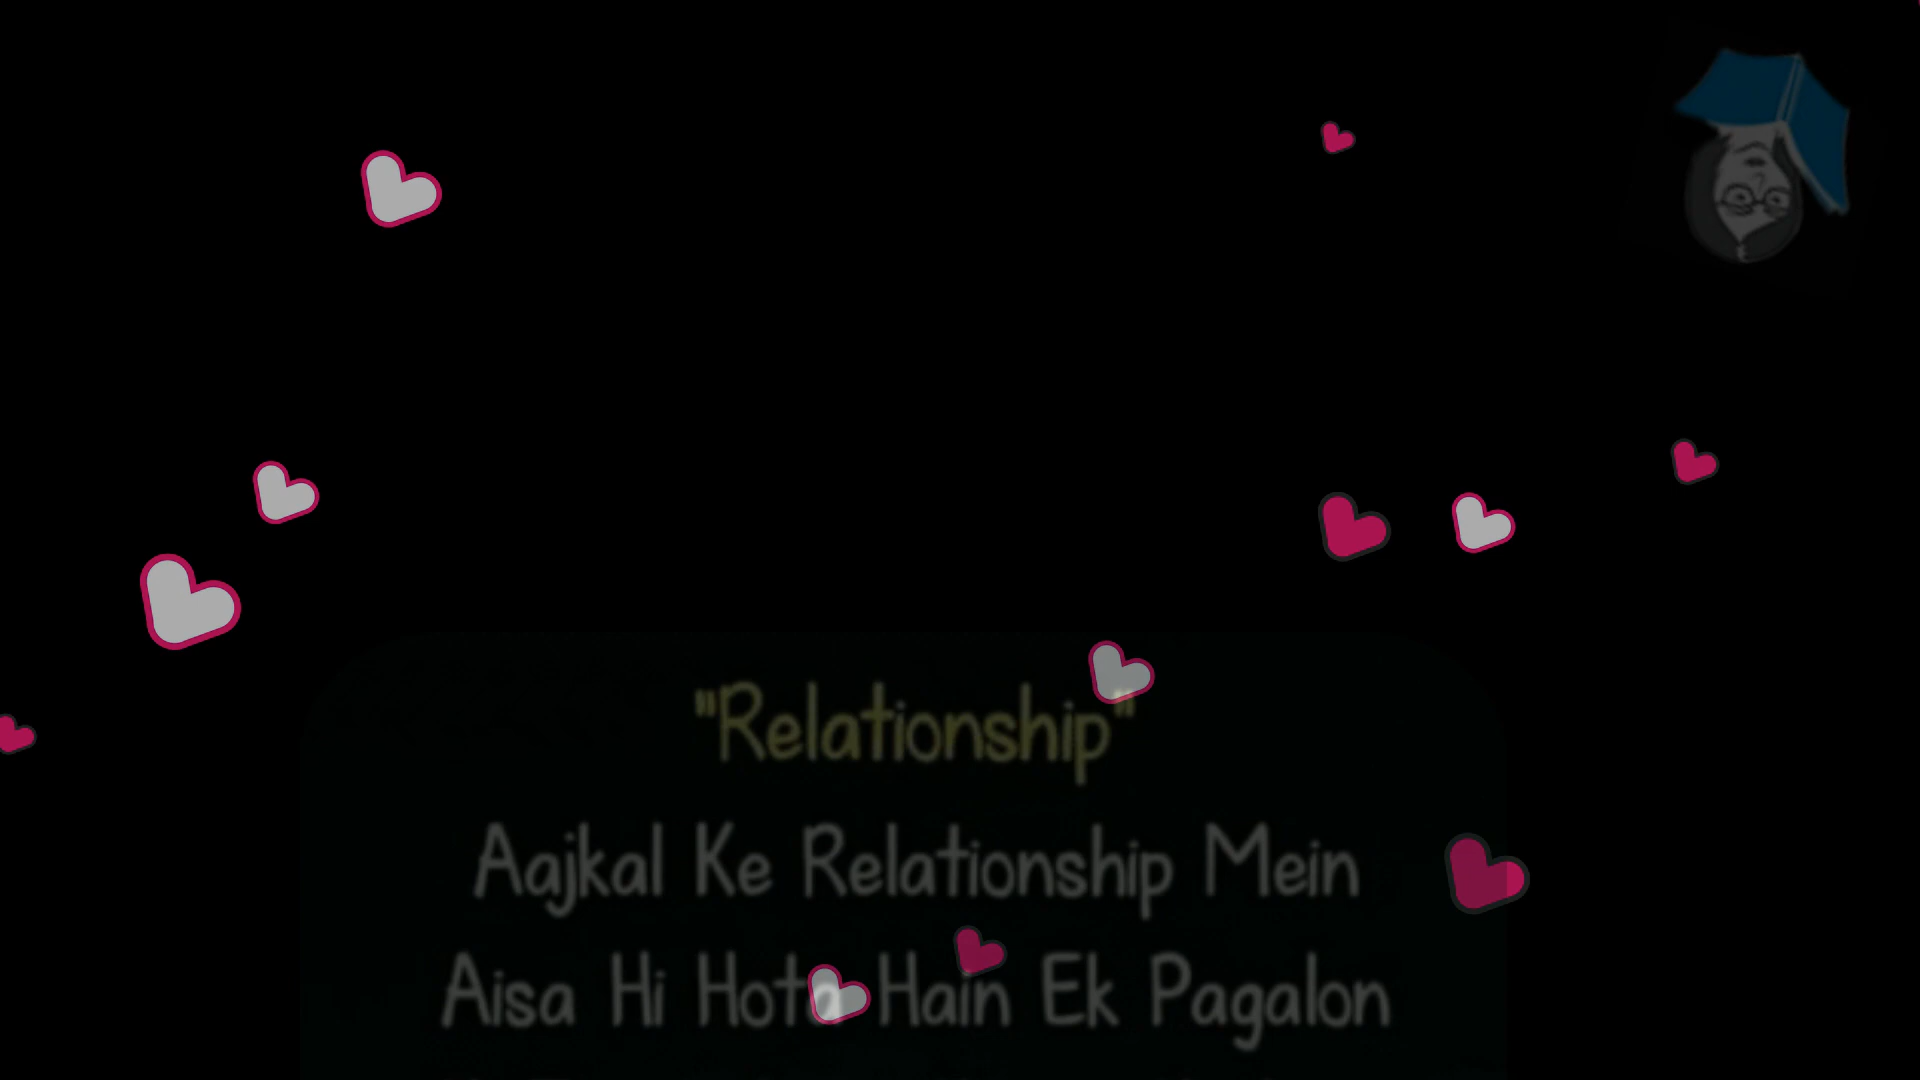 "Relationship"
Aajkal Ke Relationship Mein
Aisa Hi Hota Hain Ek Pagalon